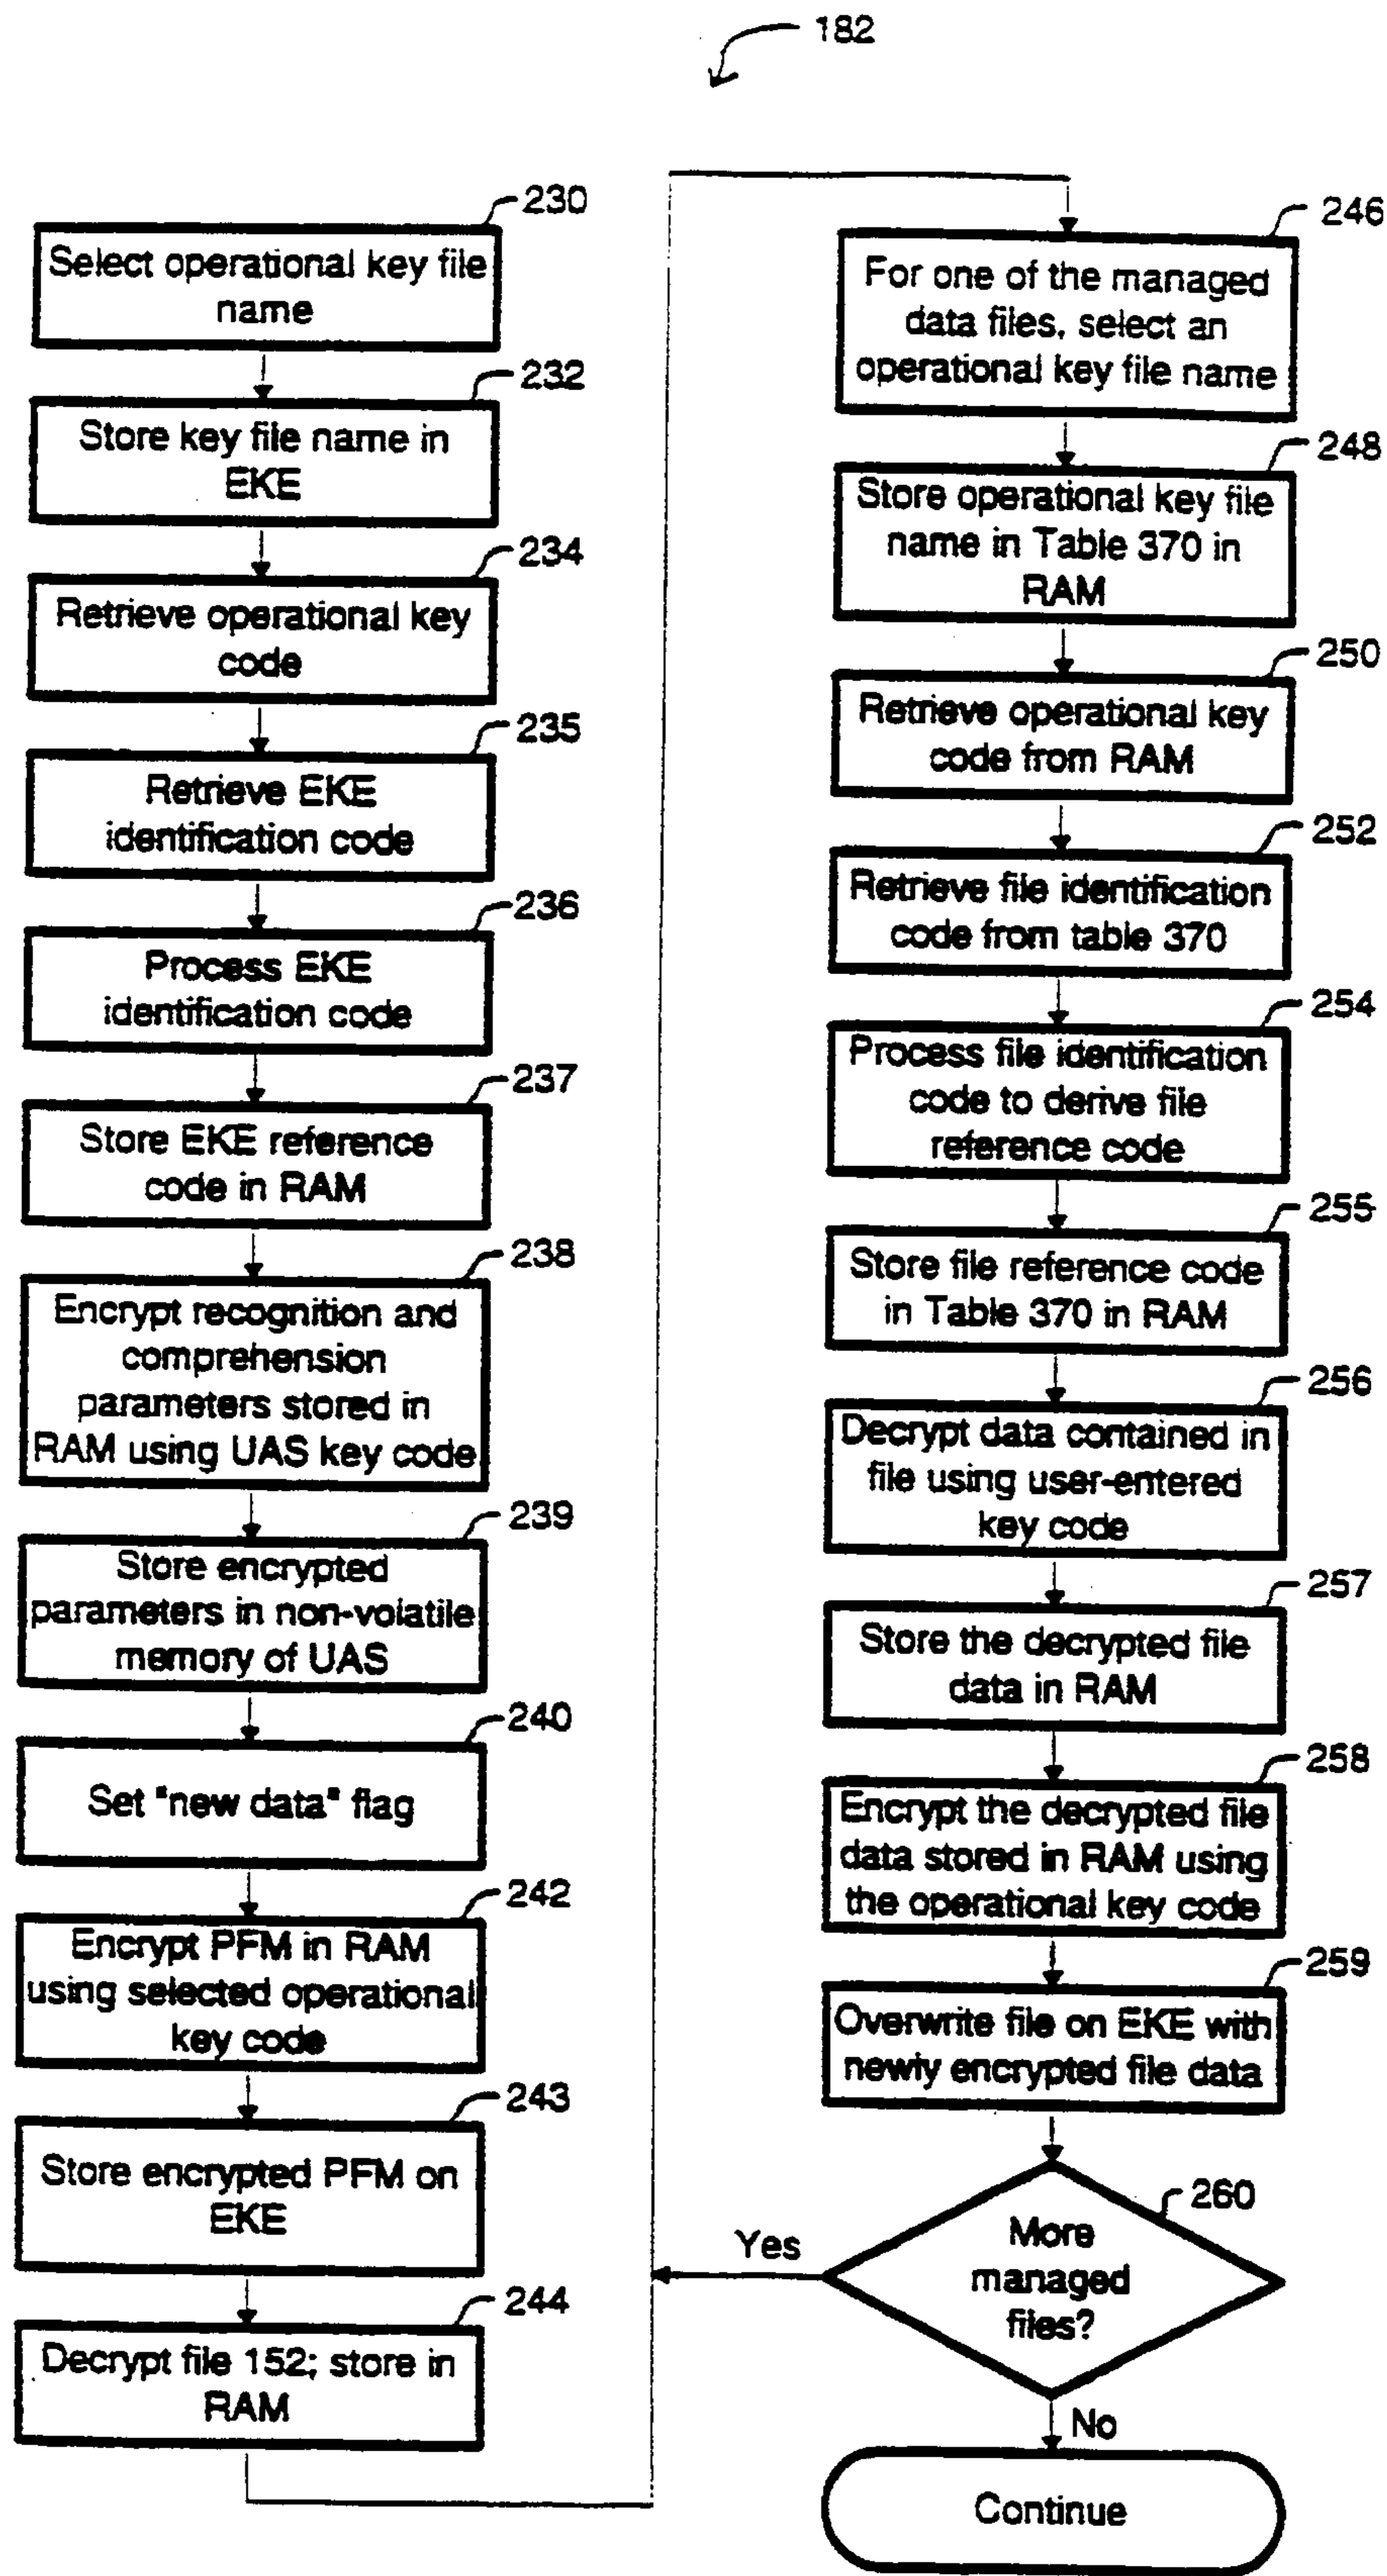 182
230
Select operational key file
name
232
Store key file name in
EKE
234
Retrieve operational key
code
235
Retrieve EKE
identification code
236
Process EKE
identification code
237
Store EKE reference
code in RAM
238
Encrypt recognition and
comprehension
parameters stored in
RAM using UAS key code
239
Store encrypted
parameters in non-volatile
memory of UAS
240
Set "new data" flag
242
Encrypt PFM in RAM
using selected operational
key code
243
Store encrypted PFM on
EKE
244
Decrypt file 152; store in
RAM
246
For one of the managed
data files, select an
operational key file name
248
Store operational key file
name in Table 370 in
RAM
250
Retrieve operational key
code from RAM
252
Retrieve file identification
code from table 370
254
Process file identification
code to derive file
reference code
255
Store file reference code
in Table 370 in RAM
256
Decrypt data contained in
file using user-entered
key code
257
Store the decrypted file
data in RAM
258
Encrypt the decrypted file
data stored in RAM using
the operational key code
259
Overwrite file on EKE with
newly encrypted file data
260
More
managed
files?
Yes
No
Continue